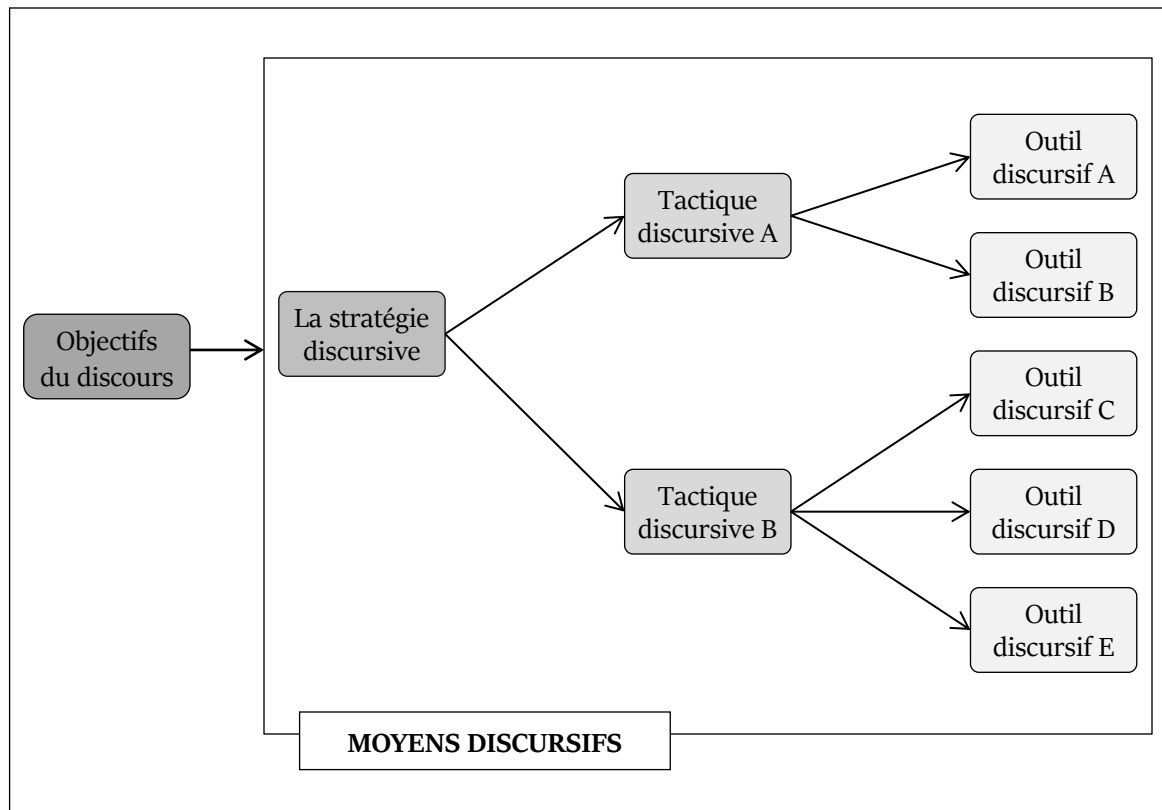 Objectifs
du discours
La stratégie
discursive
Tactique
discursive A
Tactique
discursive B
Outil
discursif A
Outil
discursif B
Outil
discursif C
Outil
discursif D
Outil
discursif E
MOYENS DISCURSIFS